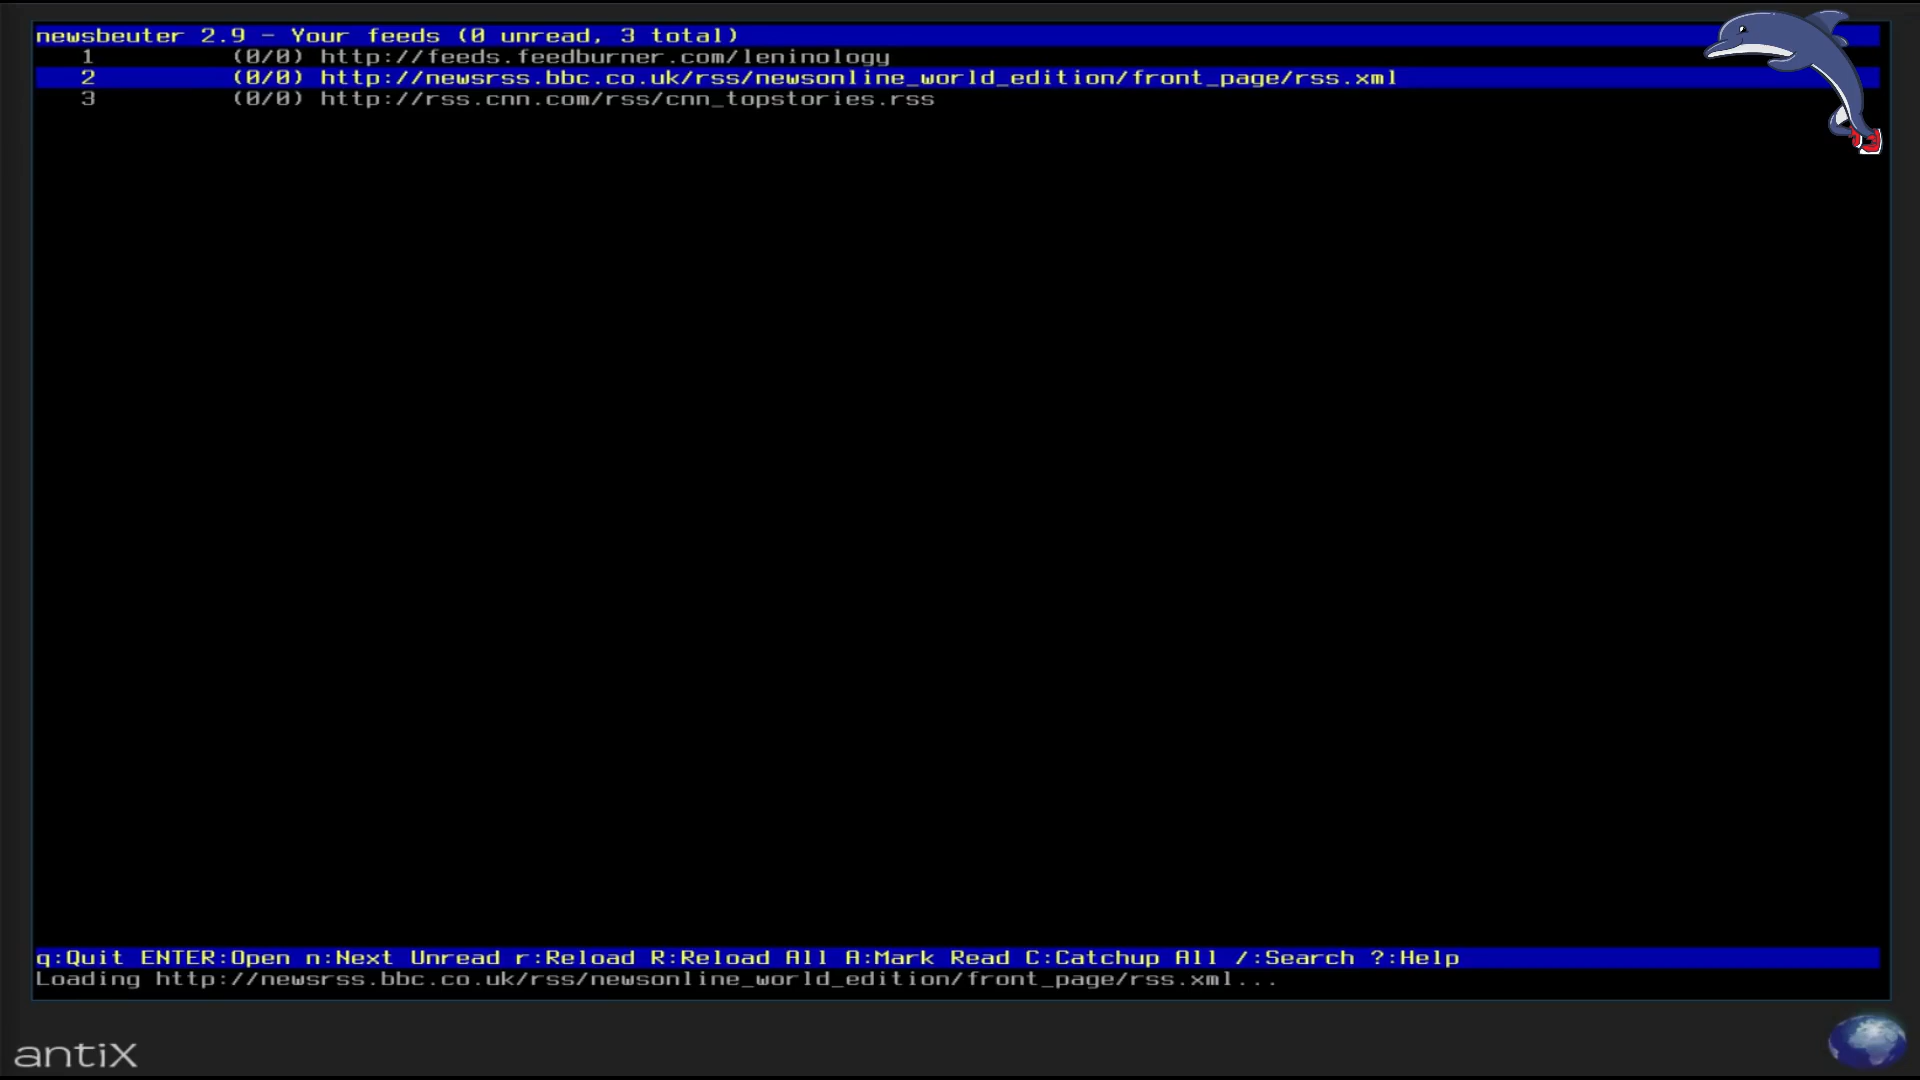 newsbeuter 2.9 - Your feeds (0 unread, 3 total)
1 (0/0) http://feeds.feedburner.com/leninology
2 (0/0) http://newsrss.bbc.co.uk/rss/newsonline_world_edition/front_page/rss.xml
3 (0/0) http://rss.cnn.com/rss/cnn_topstories.rss
q:Quit ENTER:Open n:Next Unread r:Reload R:Reload All A:Mark Read C:Catchup All /:Search ?:Help
Loading http://newsrss.bbc.co.uk/rss/newsonline_world_edition/front_page/rss.xml...
antiX